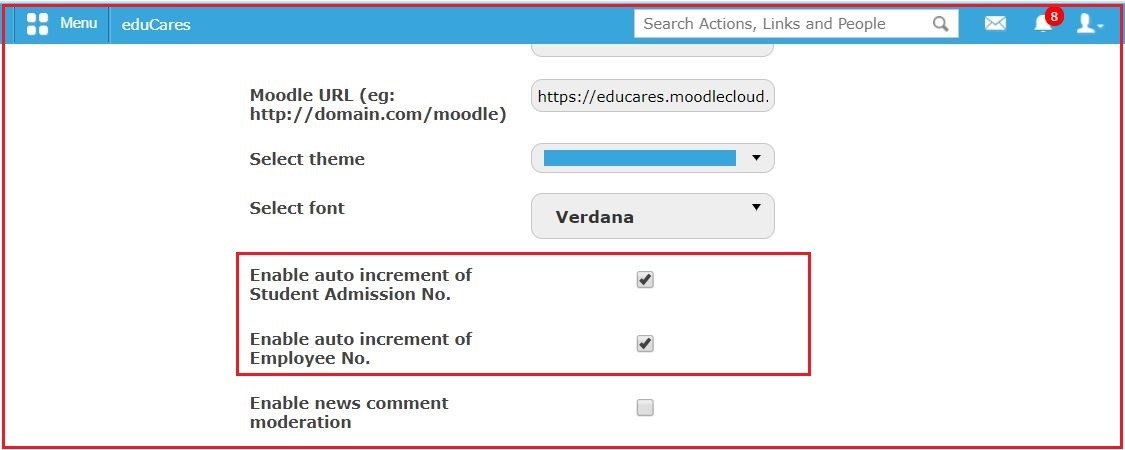 Menu eduCares Search Actions, Links and People 8
Moodle URL (eg: https://educares.moodlecloud.
http://domain.com/moodle)
Select theme
Select font Verdana
Enable auto increment of
Student Admission No.
Enable auto increment of
Employee No.
Enable news comment
moderation